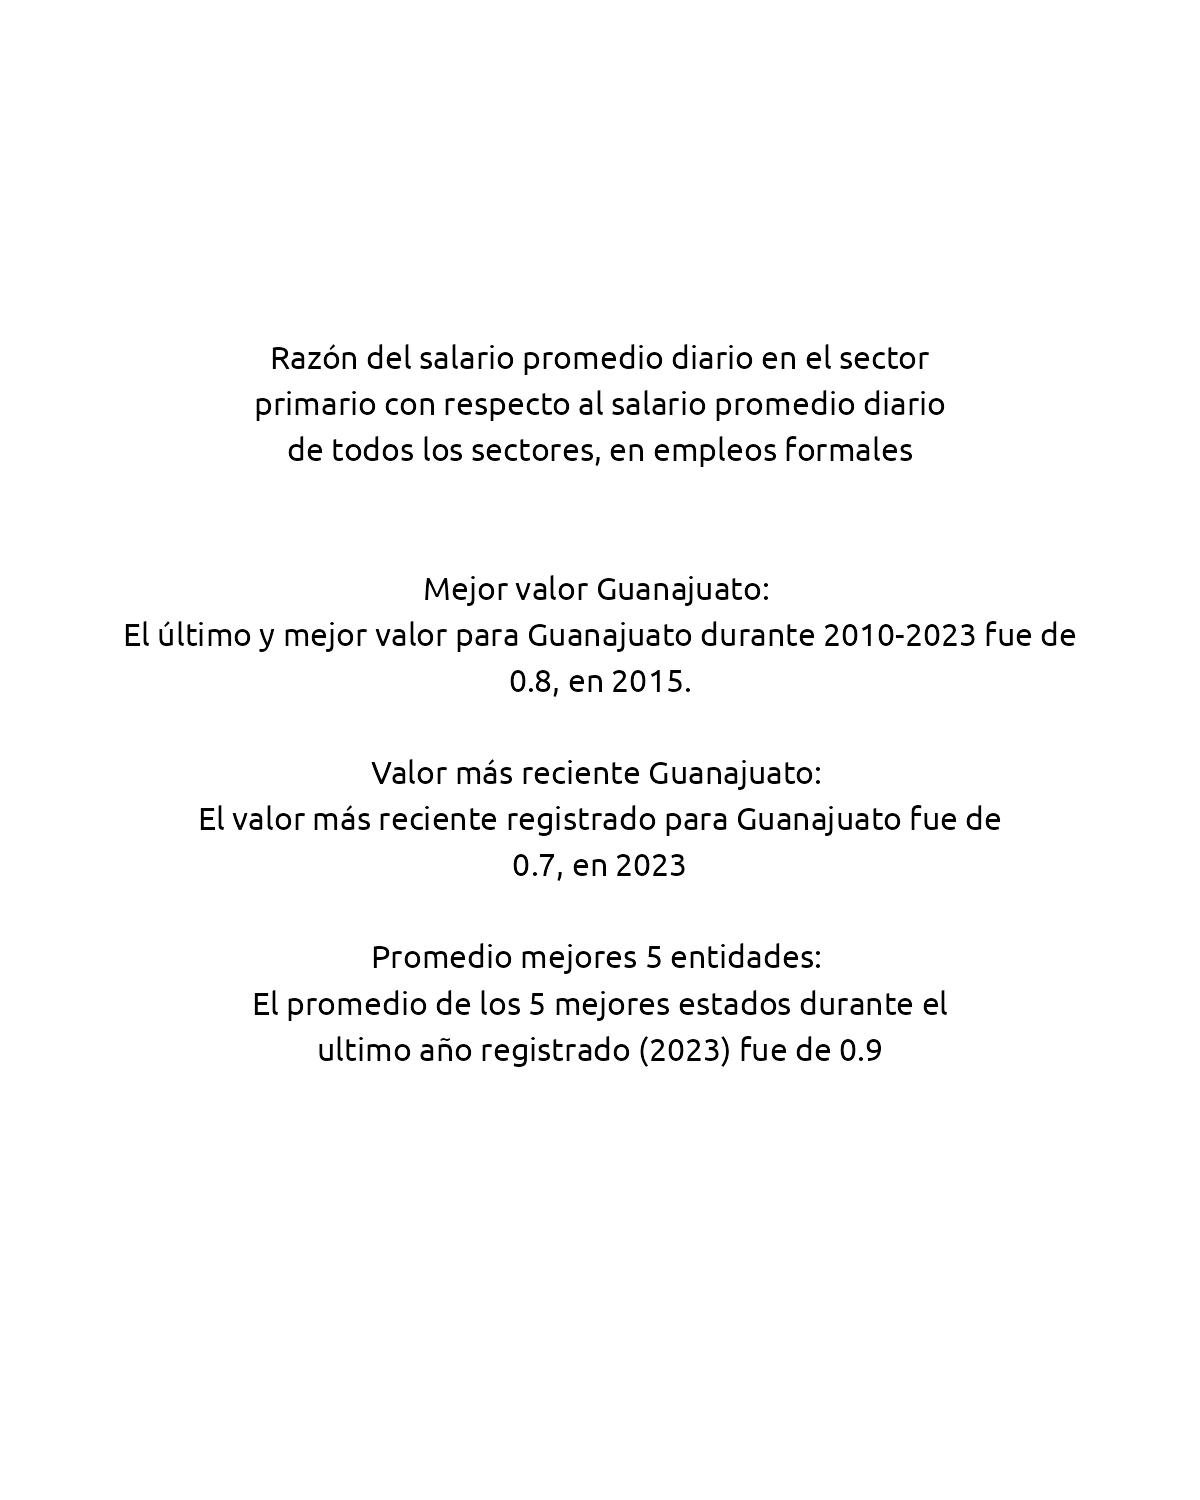 Razón del salario promedio diario en el sector
primario con respecto al salario promedio diario
de todos los sectores, en empleos formales
Mejor valor Guanajuato:
El último y mejor valor para Guanajuato durante 2010-2023 fue de
0.8, en 2015.
Valor más reciente Guanajuato:
El valor más reciente registrado para Guanajuato fue de
0.7, en 2023
Promedio mejores 5 entidades:
El promedio de los 5 mejores estados durante el
ultimo año registrado (2023) fue de 0.9